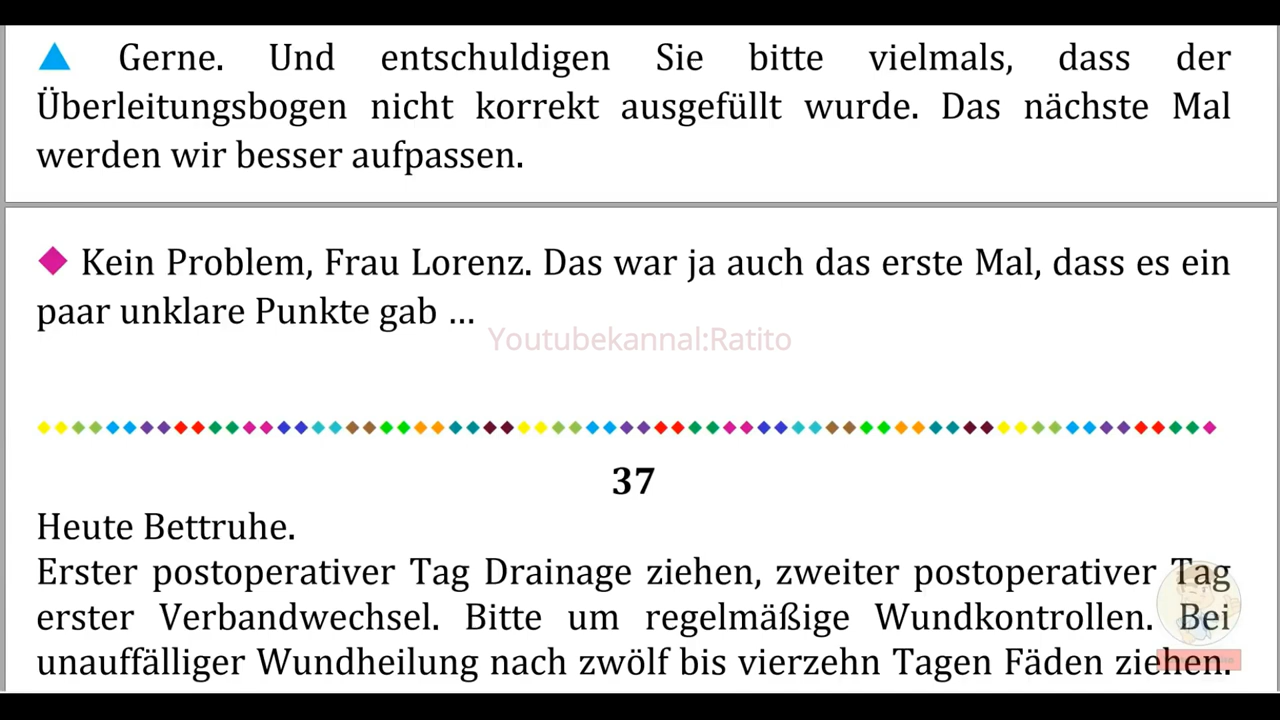 Gerne. Und entschuldigen Sie bitte vielmals, dass der
Überleitungsbogen nicht korrekt ausgefüllt wurde. Das nächste Mal
werden wir besser aufpassen.
Kein Problem, Frau Lorenz. Das war ja auch das erste Mal, dass es ein
paar unklare Punkte gab ...
Youtubekannal:Ratito
37
Heute Bettruhe.
Erster postoperativer Tag Drainage ziehen, zweiter postoperativer Tag
erster Verbandwechsel. Bitte um regelmäßige Wundkontrollen. Bei
unauffälliger Wundheilung nach zwölf bis vierzehn Tagen Fäden ziehen.